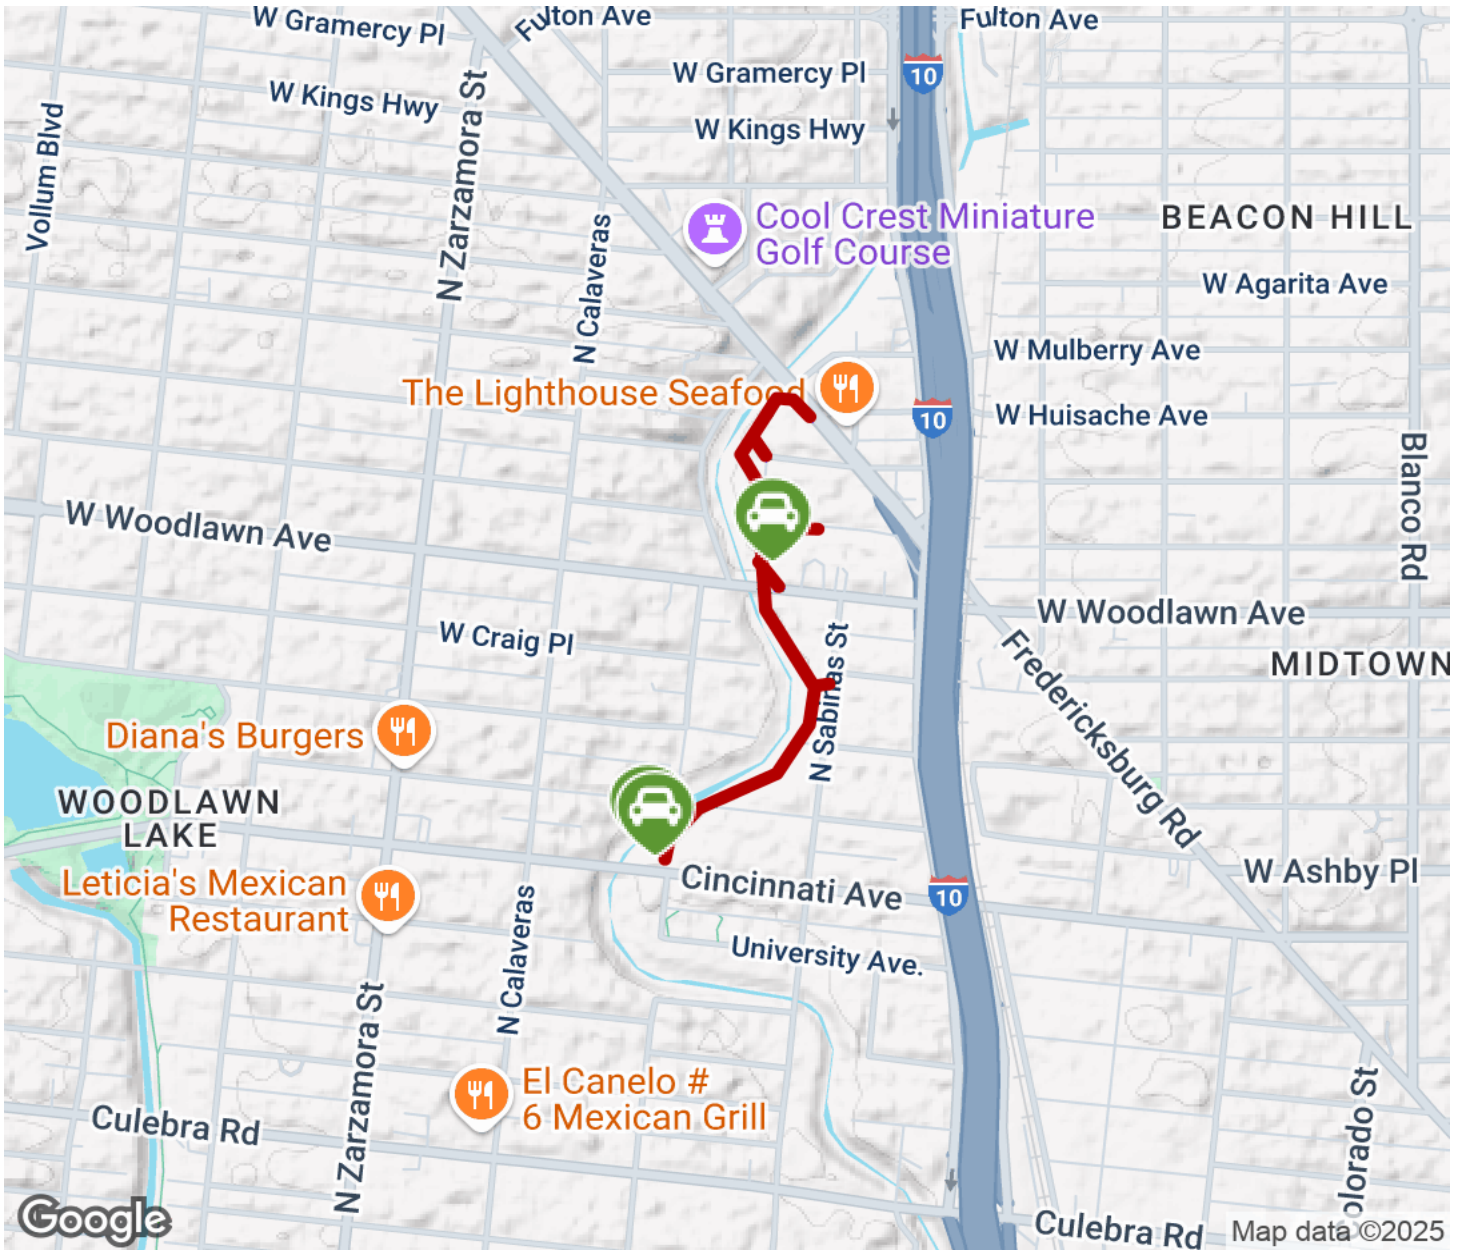 W Gramercy Pl
Fulton Ave
Fulton Ave
W Gramercy Pl
10
W Kings Hwy
W Kings Hwy
Vollum Blvd
N Zarzamora St
N Calaveras
Cool Crest Miniature
Golf Course
BEACON HILL
W Agarita Ave
W Mulberry Ave
The Lighthouse Seafood
W Huisache Ave
10
Blanco Rd
W Woodlawn Ave
W Woodlawn Ave
W Craig Pl
N Sabinas St
Fredericksburg Rd
MIDTOWN
Diana's Burgers
WOODLAWN
LAKE
Cincinnati Ave
W Ashby Pl
Leticia's Mexican
Restaurant
10
N Calaveras
University Ave.
N Zarzamora St
El Canelo #
6 Mexican Grill
Culebra Rd
Colorado St
Culebra Rd
Google
Map data ©2025